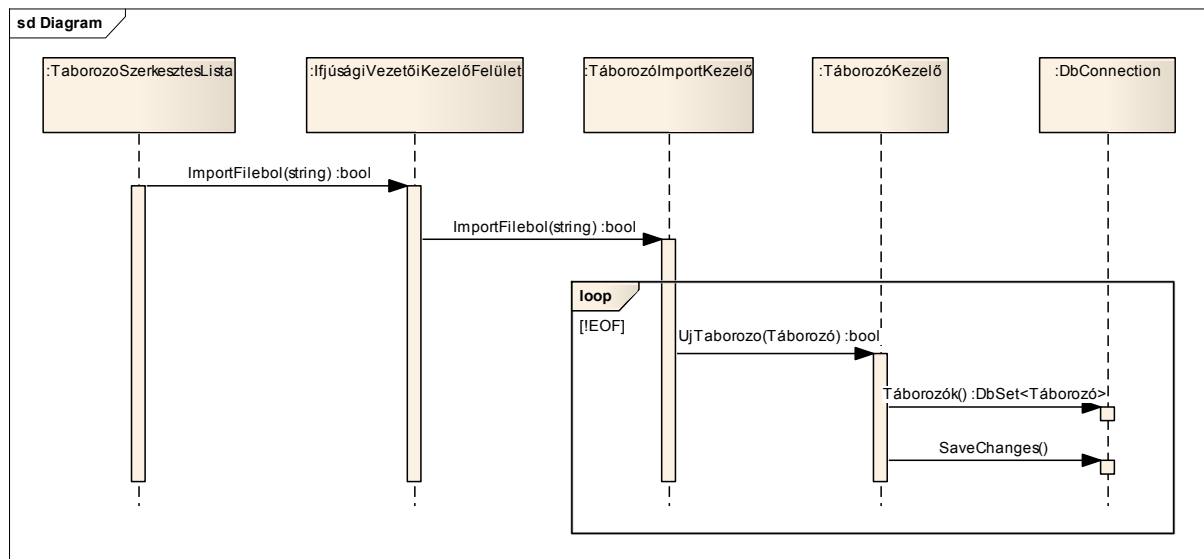 sd Diagram
:TaborozoSzerkesztesLista
:IfjúságiVezetőiKezelőFelület
:TáborozóImportKezelő
:TáborozóKezelő
:DbConnection
ImportFilebol(string) :bool
ImportFilebol(string) :bool
loop
[!EOF]
UjTaborozo(Táborozó) :bool
Táborozók() :DbSet<Táborozó>
SaveChanges()